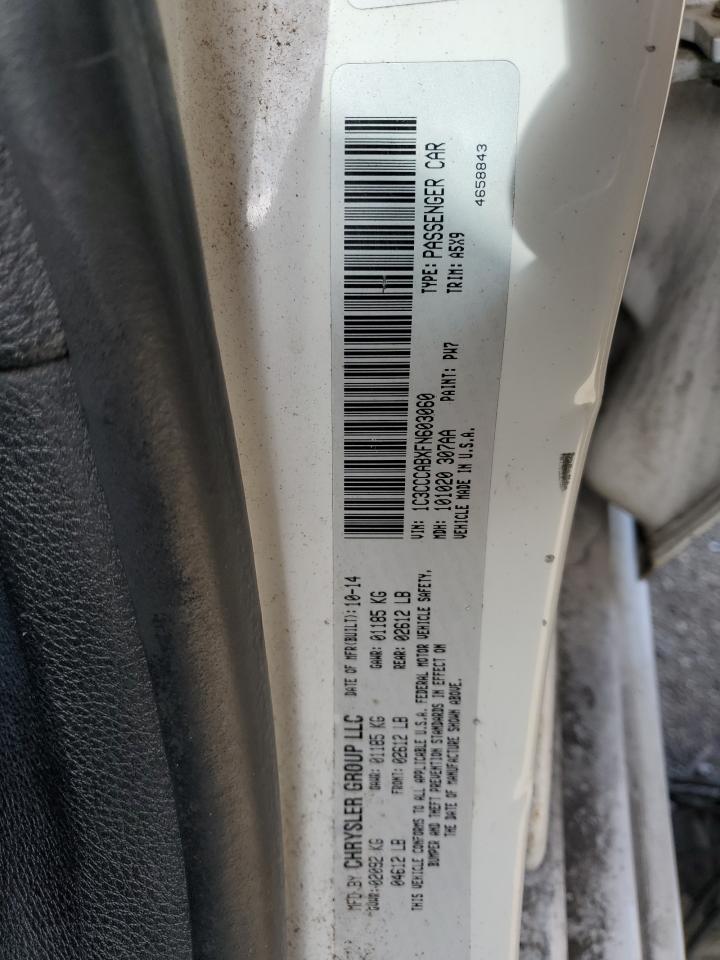 MFD BY CHRYSLER GROUP LLC DATE OF MFR(BUILT): 10-14
GVWR: 02092 KG GAWR: 01185 KG GAWR: 01185 KG
04612 LB FRONT: 02612 LB REAR: 02612 LB
THIS VEHICLE CONFORMS TO ALL APPLICABLE U.S.A. FEDERAL MOTOR VEHICLE SAFETY,
BUMPER AND THEFT PREVENTION STANDARDS IN EFFECT ON
THE DATE OF MANUFACTURE SHOWN ABOVE.
VIN: 1C3CCCABXFN603060 TYPE: PASSENGER CAR
MDH: 101020 307AA PAINT: PW7 TRIM: A5X9
VEHICLE MADE IN U.S.A.
4658843